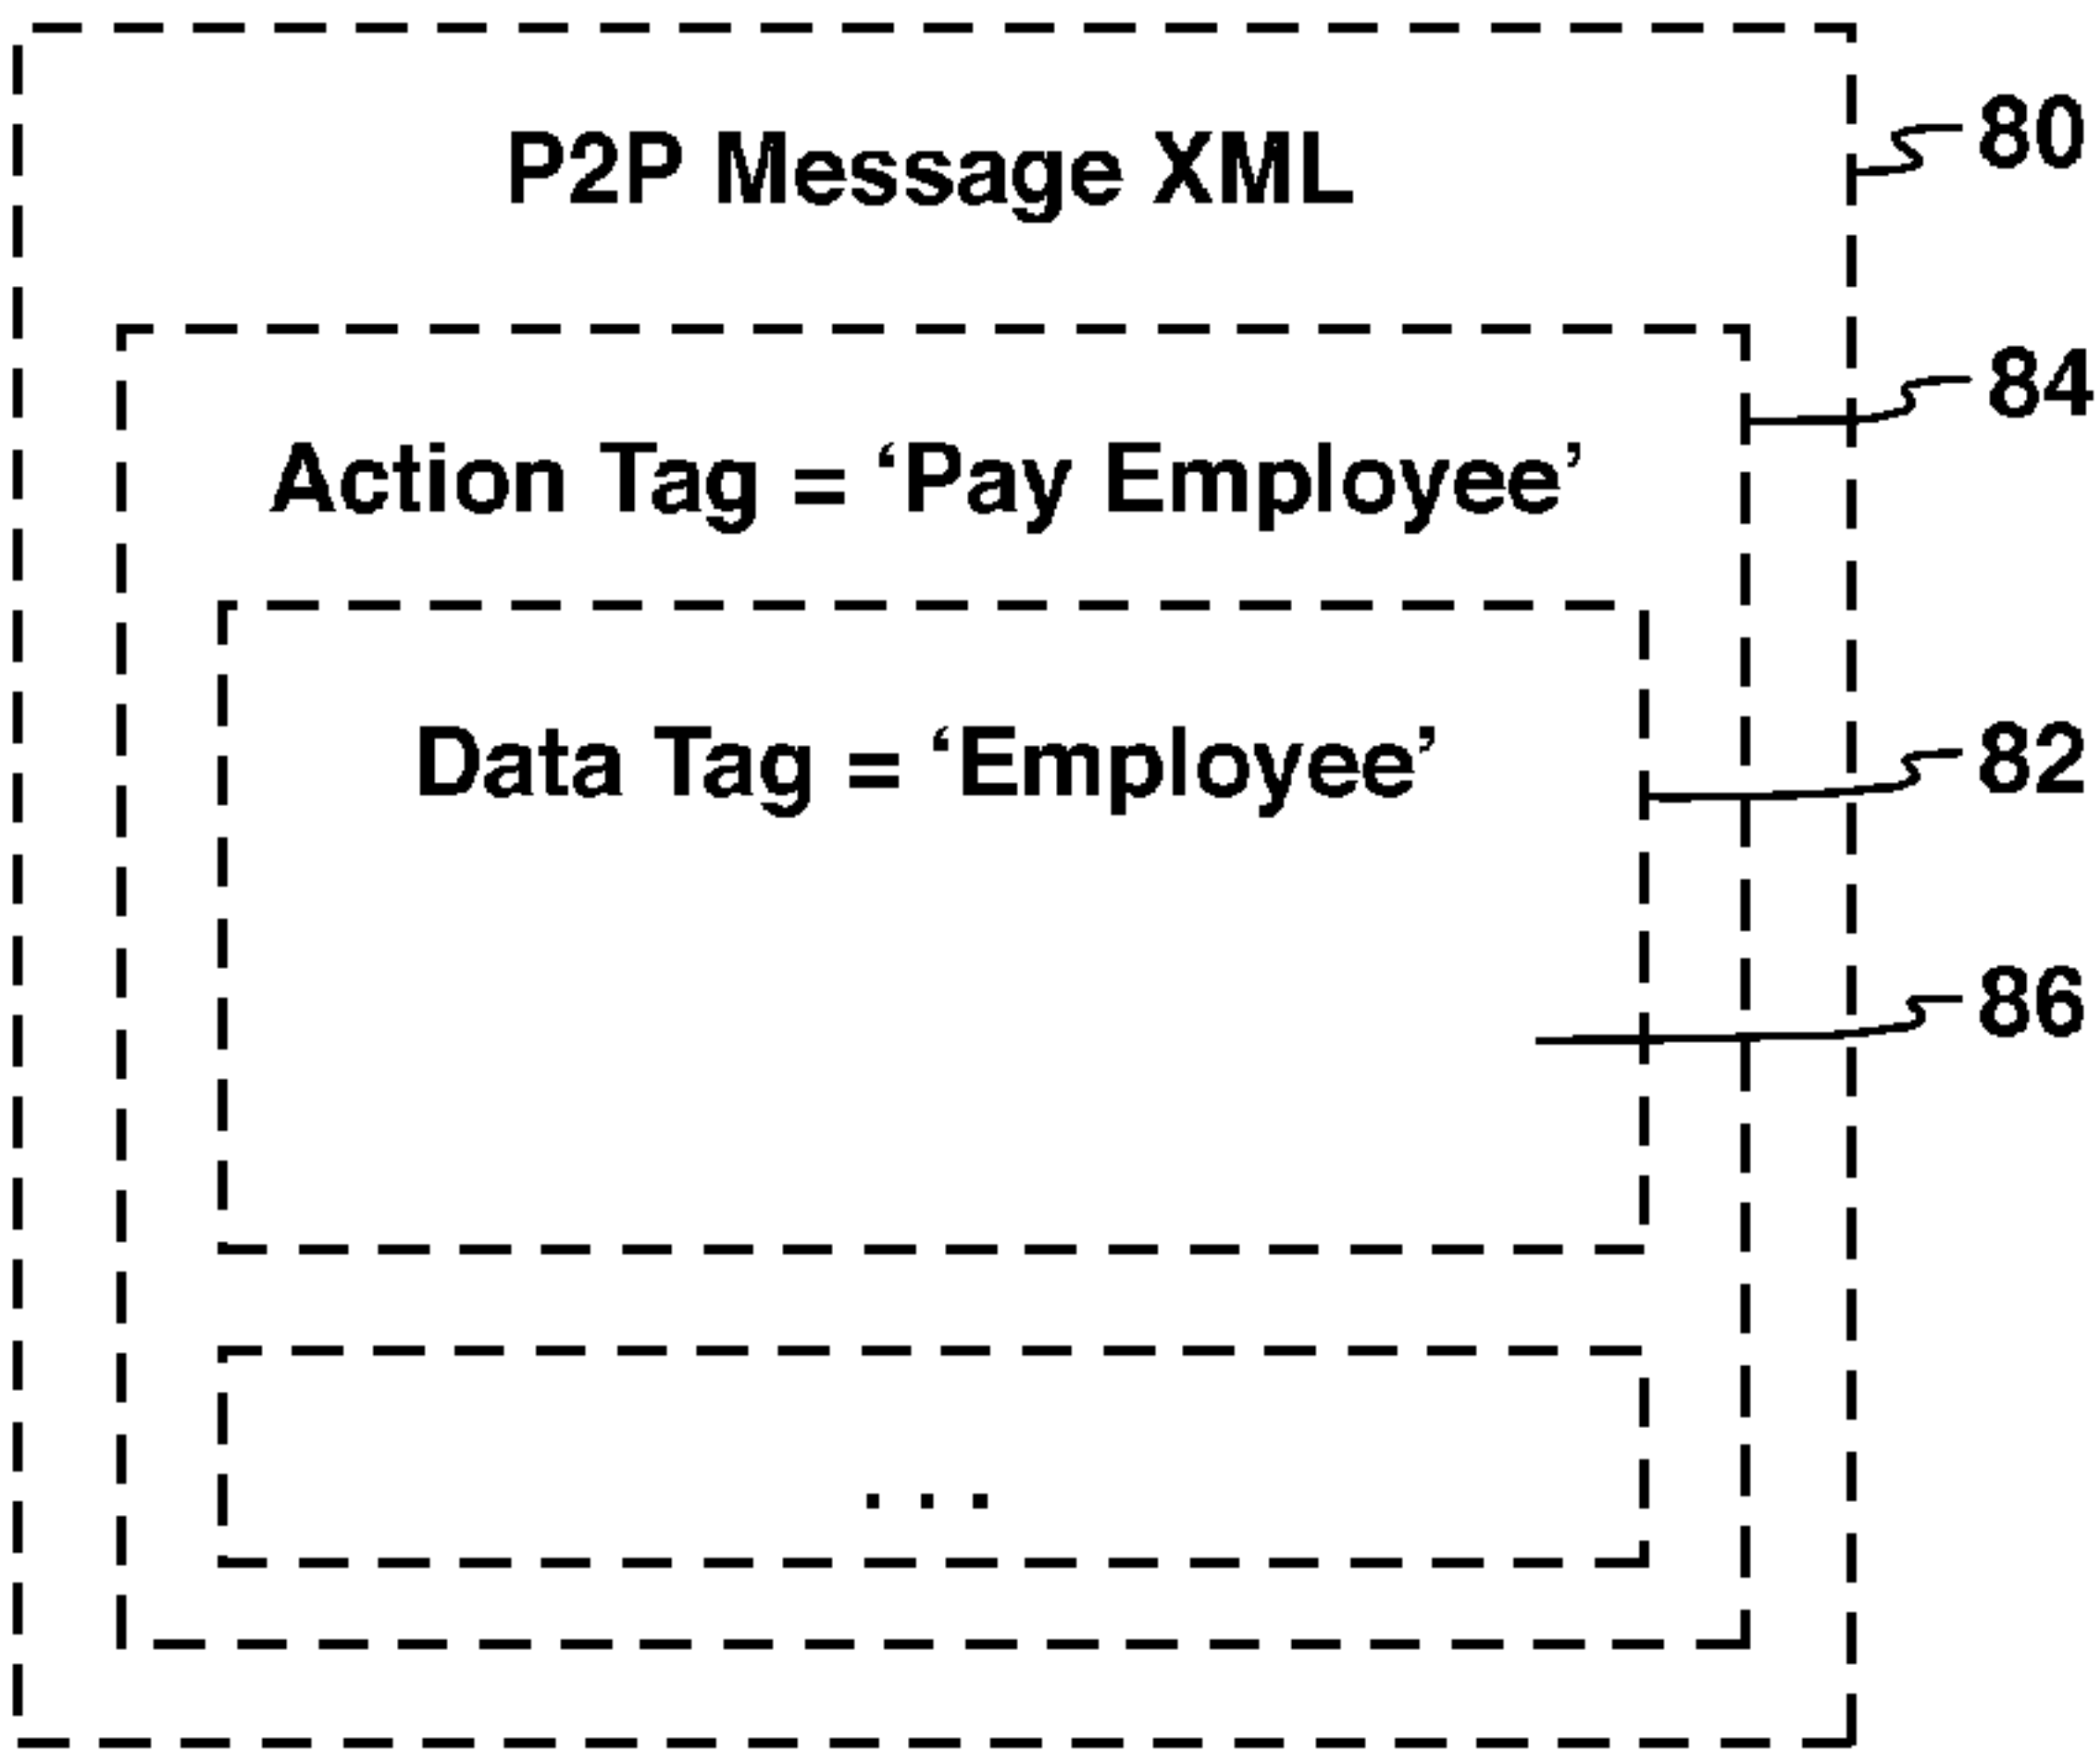 P2P Message XML
80
84
Action Tag = ‘Pay Employee’
Data Tag = ‘Employee’
82
86
...